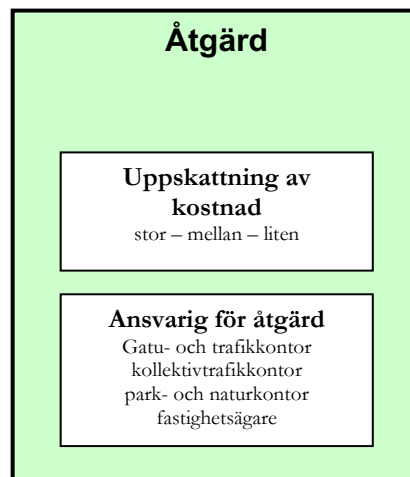 Åtgärd
Uppskattning av
kostnad
stor – mellan – liten
Ansvarig för åtgärd
Gatu- och trafikkontor
kollektivtrafikkontor
park- och naturkontor
fastighetsägare